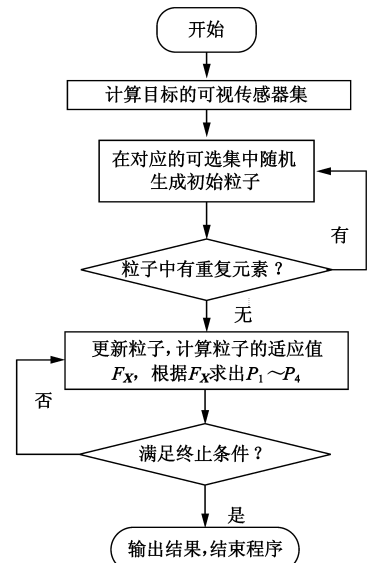 开始
计算目标的可视传感器集
在对应的可选集中随机
生成初始粒子
有
粒子中有重复元素？
无
更新粒子，计算粒子的适应值
F_X，根据F_X求出P₁～P₄
否
满足终止条件？
是
输出结果，结束程序